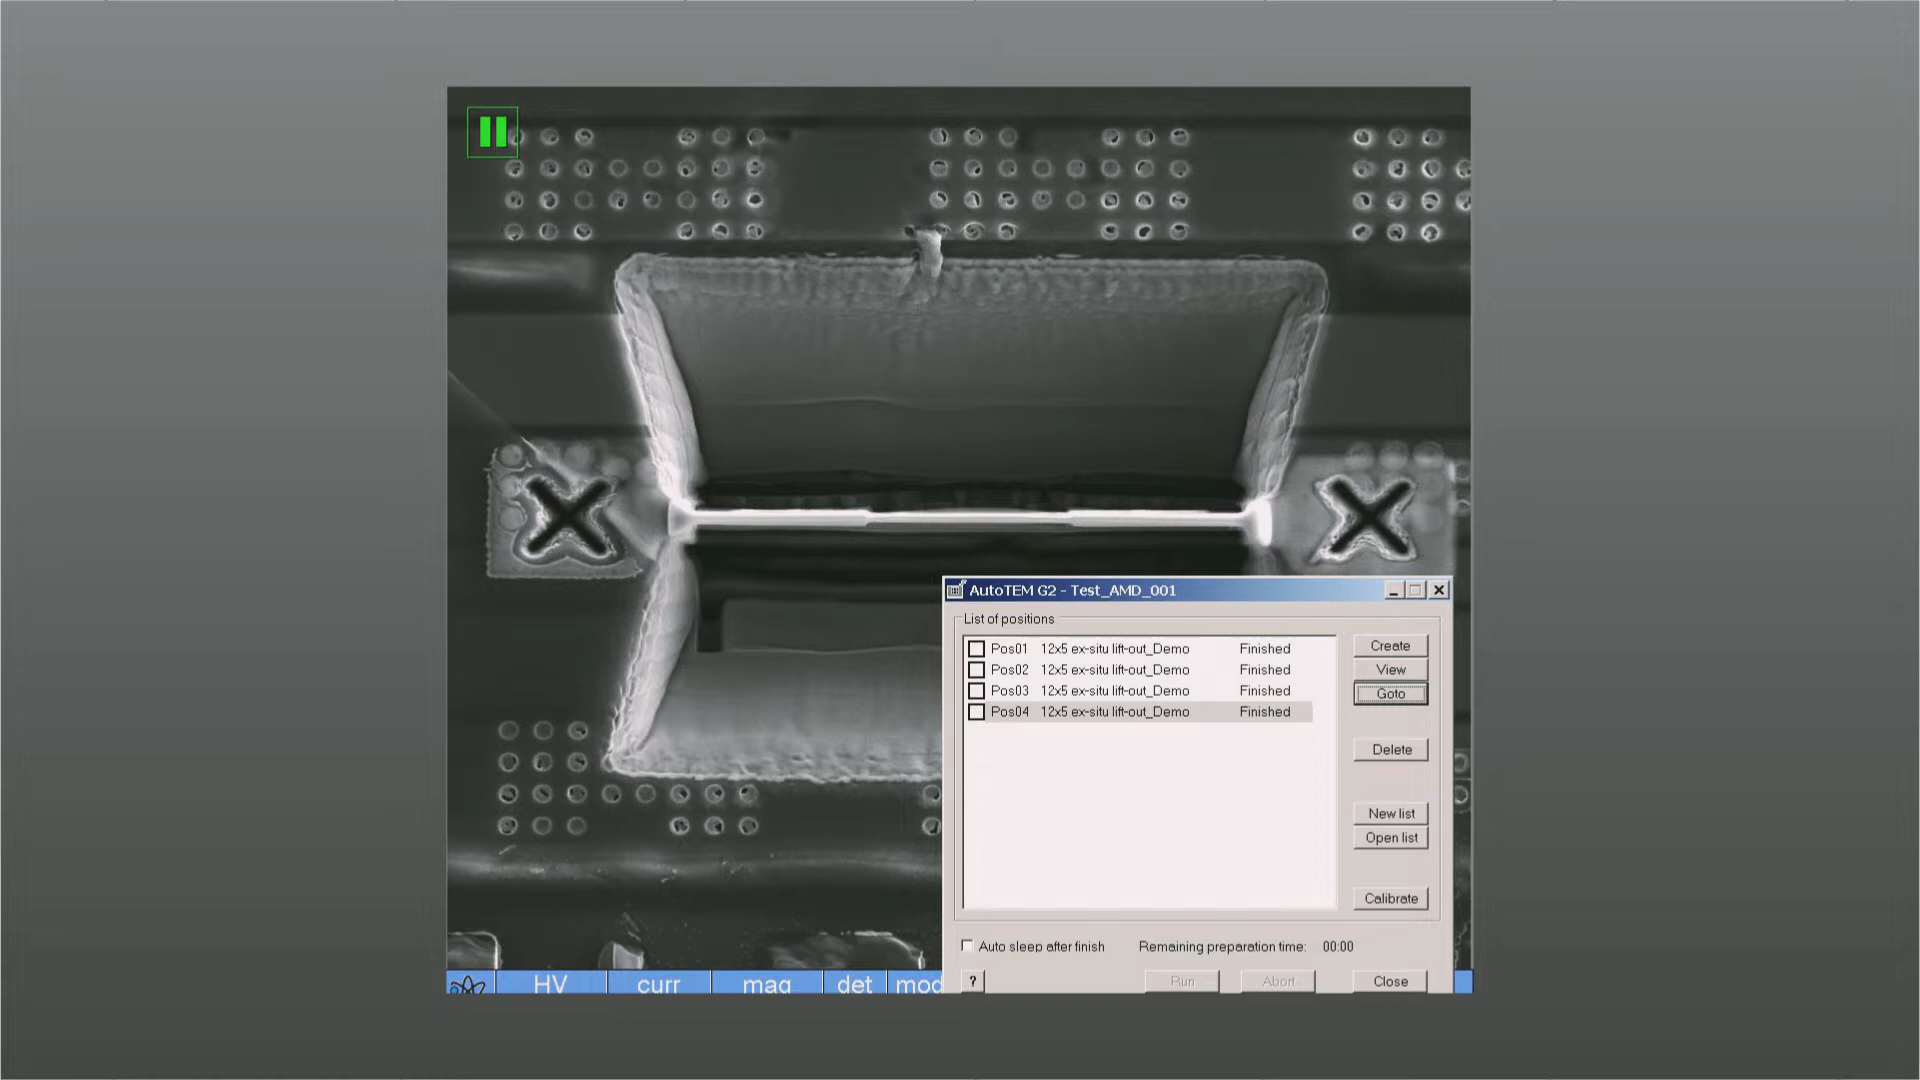 AutoTEM G2 - Test_AMD_001
List of positions
Pos01 12x5 ex-situ lift-out_Demo Finished
Pos02 12x5 ex-situ lift-out_Demo Finished
Pos03 12x5 ex-situ lift-out_Demo Finished
Pos04 12x5 ex-situ lift-out_Demo Finished
Create
View
Goto
Delete
New list
Open list
Calibrate
Auto sleep after finish Remaining preparation time: 00:00
? Run Abort Close
HV curr mag det mod